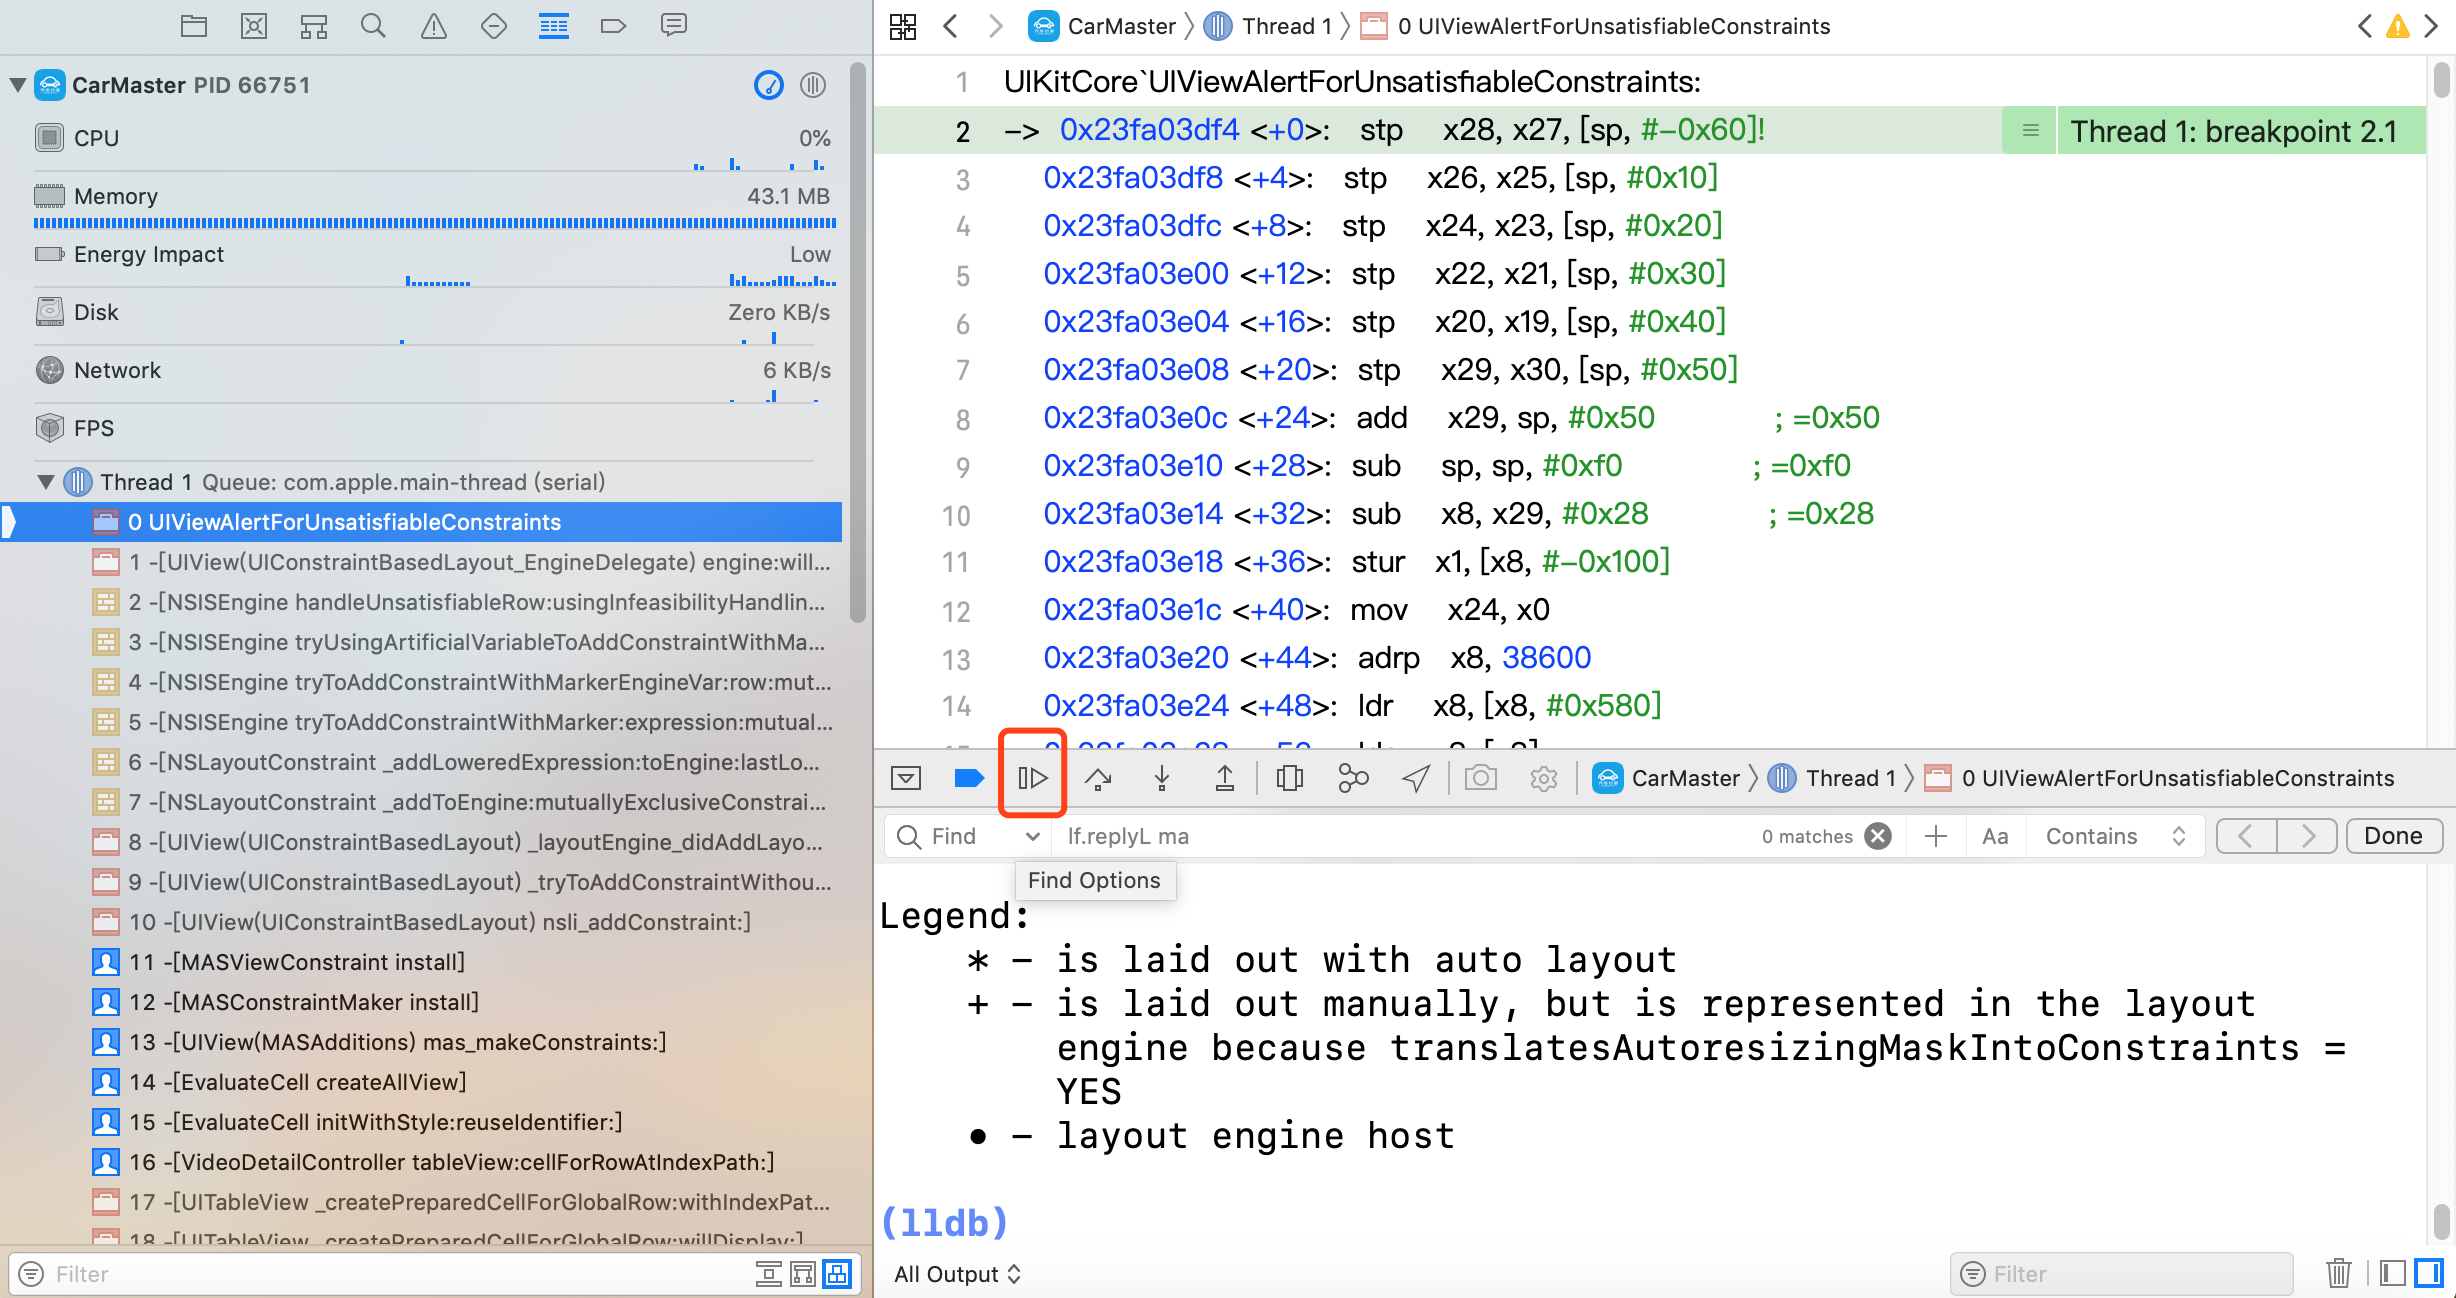 CarMaster PID 66751
CPU 0%
Memory 43.1 MB
Energy Impact Low
Disk Zero KB/s
Network 6 KB/s
FPS
Thread 1 Queue: com.apple.main-thread (serial)
0 UIViewAlertForUnsatisfiableConstraints
1 -[UIView(UIConstraintBasedLayout_EngineDelegate) engine:will...
2 -[NSISEngine handleUnsatisfiableRow:usingInfeasibilityHandlin...
3 -[NSISEngine tryUsingArtificialVariableToAddConstraintWithMa...
4 -[NSISEngine tryToAddConstraintWithMarkerEngineVar:row:mut...
5 -[NSISEngine tryToAddConstraintWithMarker:expression:mutual...
6 -[NSLayoutConstraint _addLoweredExpression:toEngine:lastLo...
7 -[NSLayoutConstraint _addToEngine:mutuallyExclusiveConstrai...
8 -[UIView(UIConstraintBasedLayout) _layoutEngine_didAddLayo...
9 -[UIView(UIConstraintBasedLayout) _tryToAddConstraintWithou...
10 -[UIView(UIConstraintBasedLayout) nsli_addConstraint:]
11 -[MASViewConstraint install]
12 -[MASConstraintMaker install]
13 -[UIView(MASAdditions) mas_makeConstraints:]
14 -[EvaluateCell createAllView]
15 -[EvaluateCell initWithStyle:reuseIdentifier:]
16 -[VideoDetailController tableView:cellForRowAtIndexPath:]
17 -[UITableView _createPreparedCellForGlobalRow:withIndexPat...
18 -[UITableView _createPreparedCellForGlobalRow:willDisplay:]
Filter
CarMaster Thread 1 0 UIViewAlertForUnsatisfiableConstraints
1 UIKitCore`UIViewAlertForUnsatisfiableConstraints:
2 -> 0x23fa03df4 <+0>: stp x28, x27, [sp, #-0x60]! Thread 1: breakpoint 2.1
3 0x23fa03df8 <+4>: stp x26, x25, [sp, #0x10]
4 0x23fa03dfc <+8>: stp x24, x23, [sp, #0x20]
5 0x23fa03e00 <+12>: stp x22, x21, [sp, #0x30]
6 0x23fa03e04 <+16>: stp x20, x19, [sp, #0x40]
7 0x23fa03e08 <+20>: stp x29, x30, [sp, #0x50]
8 0x23fa03e0c <+24>: add x29, sp, #0x50 ; =0x50
9 0x23fa03e10 <+28>: sub sp, sp, #0xf0 ; =0xf0
10 0x23fa03e14 <+32>: sub x8, x29, #0x28 ; =0x28
11 0x23fa03e18 <+36>: stur x1, [x8, #-0x100]
12 0x23fa03e1c <+40>: mov x24, x0
13 0x23fa03e20 <+44>: adrp x8, 38600
14 0x23fa03e24 <+48>: ldr x8, [x8, #0x580]
CarMaster Thread 1 0 UIViewAlertForUnsatisfiableConstraints
Find lf.replyL ma 0 matches Aa Contains Done
Find Options
Legend:
* - is laid out with auto layout
+ - is laid out manually, but is represented in the layout
engine because translatesAutoresizingMaskIntoConstraints =
YES
• - layout engine host
(lldb)
All Output Filter